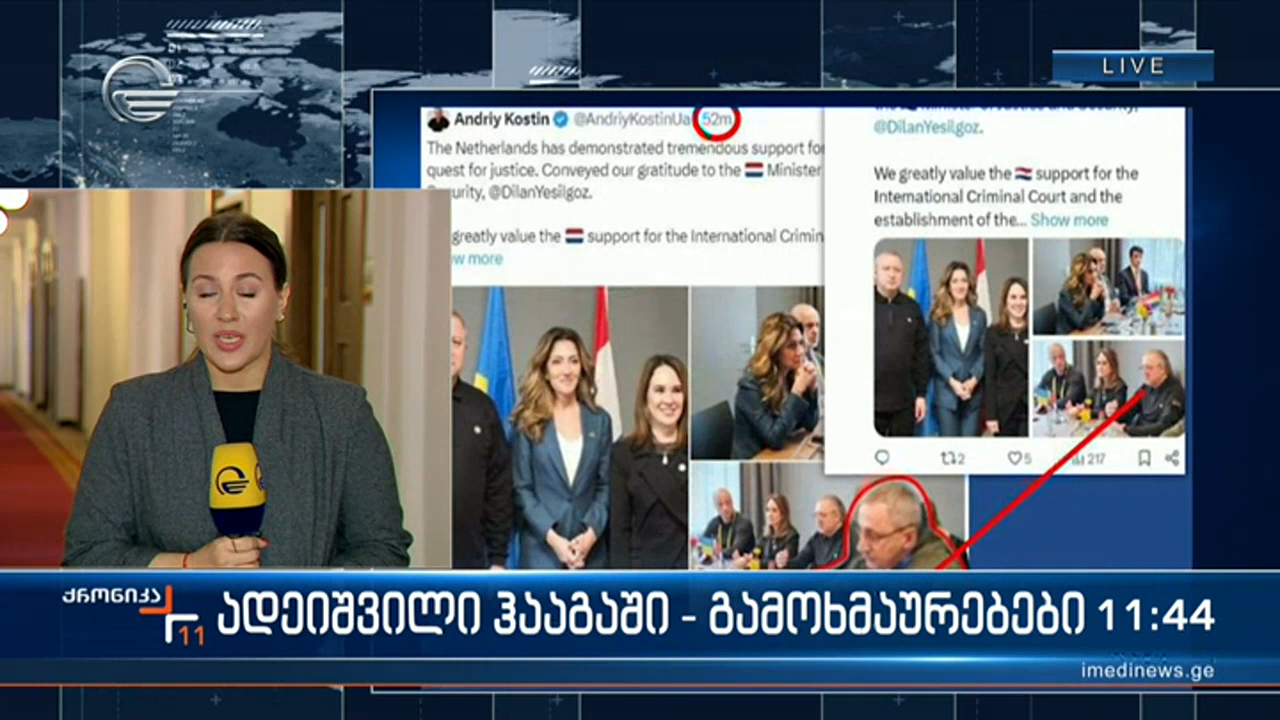 LIVE
Andriy Kostin @AndriyKostinUa 52m
The Netherlands has demonstrated tremendous support for
quest for justice. Conveyed our gratitude to the Minister
Security, @DilanYesilgoz.
greatly value the support for the International Crimin
ow more
@DilanYesilgoz.
We greatly value the support for the
International Criminal Court and the
establishment of the... Show more
2 5 217
ქრონიკა
11
ადეიშვილი ჰააგაში - გამოხმაურებები 11:44
imedinews.ge